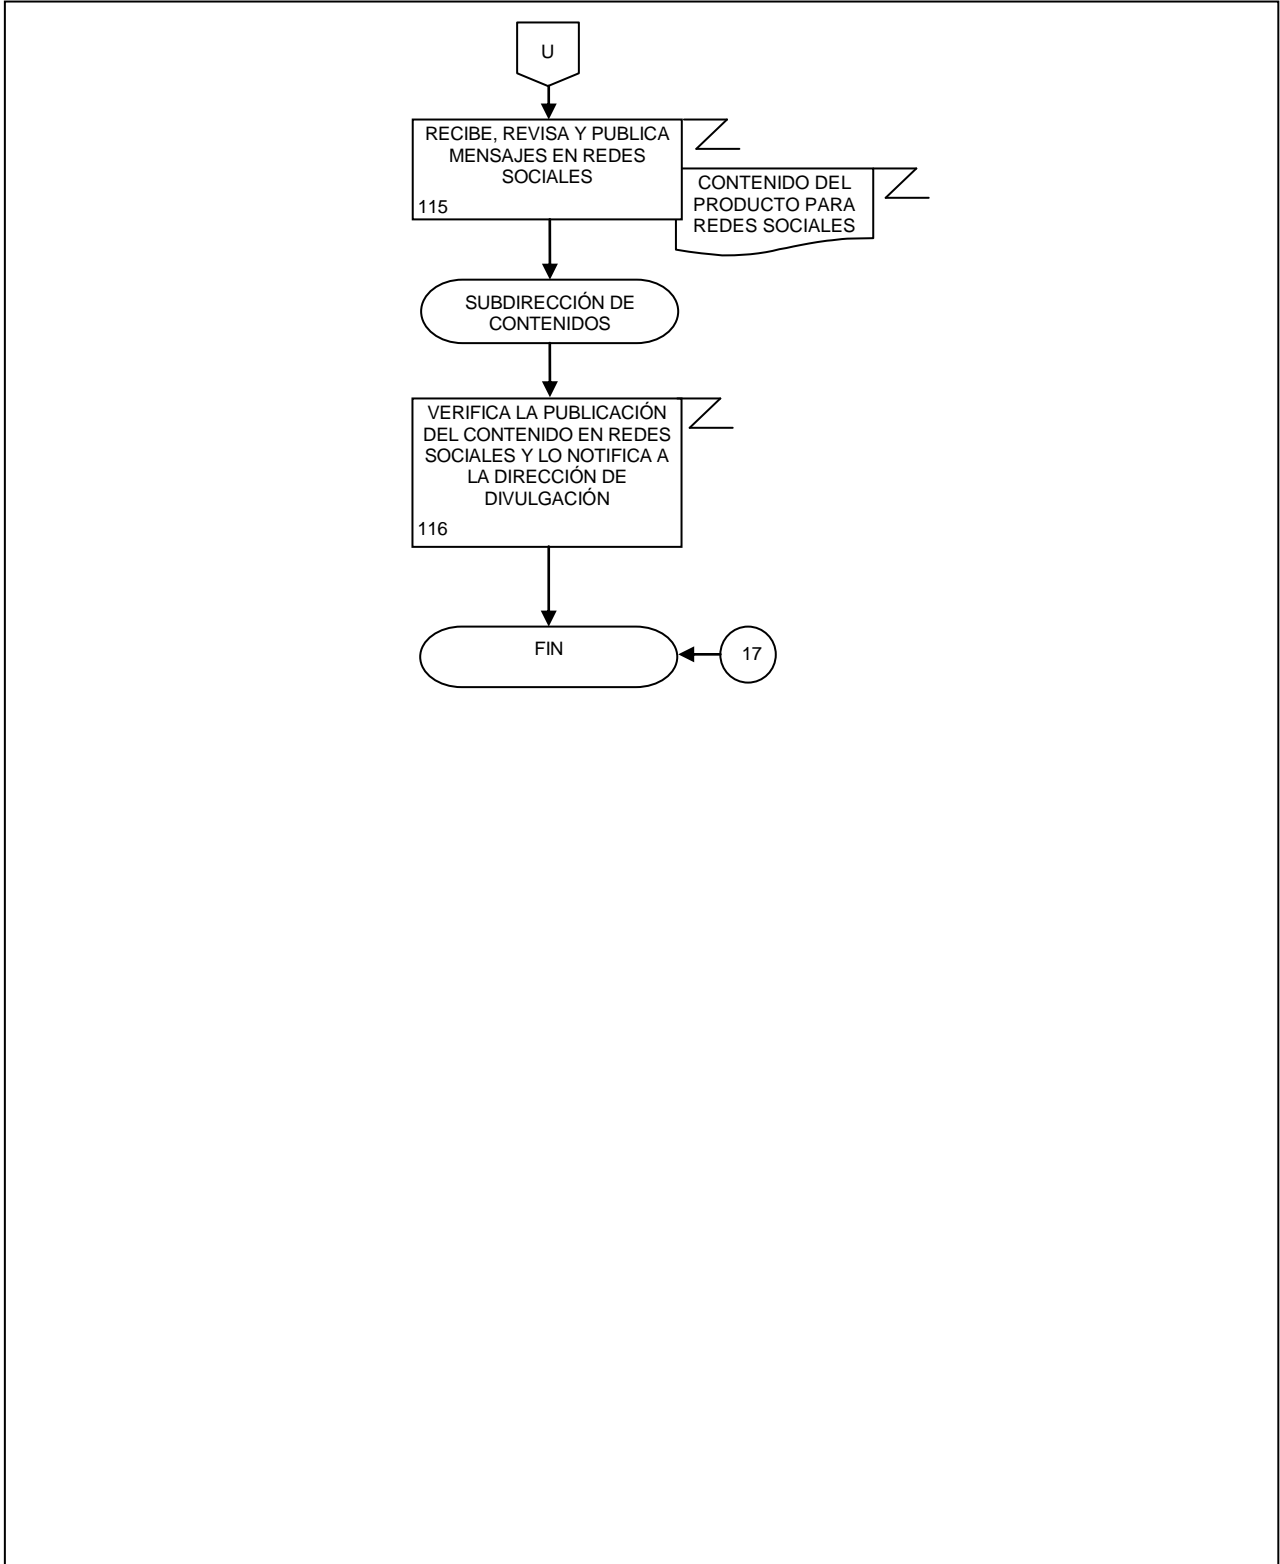 U
RECIBE, REVISA Y PUBLICA
MENSAJES EN REDES
SOCIALES
115
CONTENIDO DEL
PRODUCTO PARA
REDES SOCIALES
SUBDIRECCIÓN DE
CONTENIDOS
VERIFICA LA PUBLICACIÓN
DEL CONTENIDO EN REDES
SOCIALES Y LO NOTIFICA A
LA DIRECCIÓN DE
DIVULGACIÓN
116
FIN
17